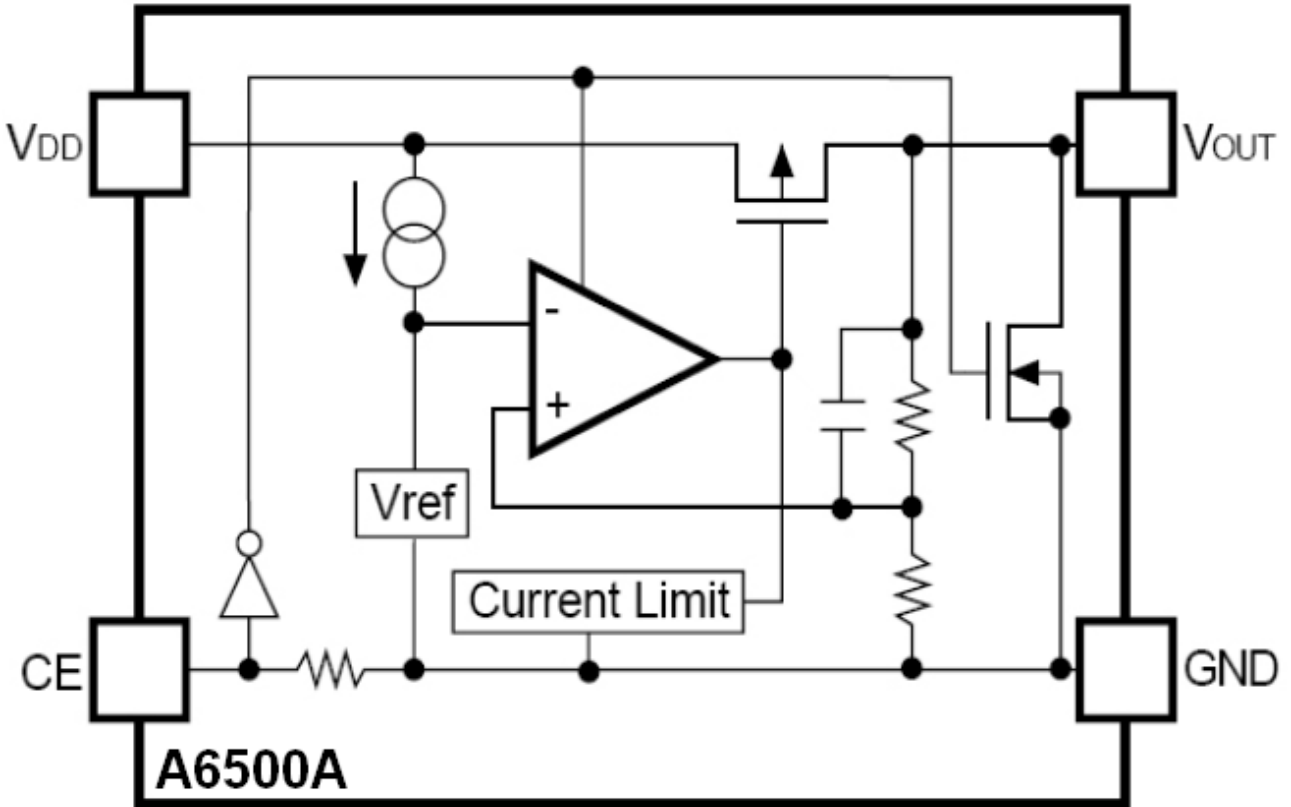 VDD
VOUT
-
+
Vref
Current Limit
CE
GND
A6500A